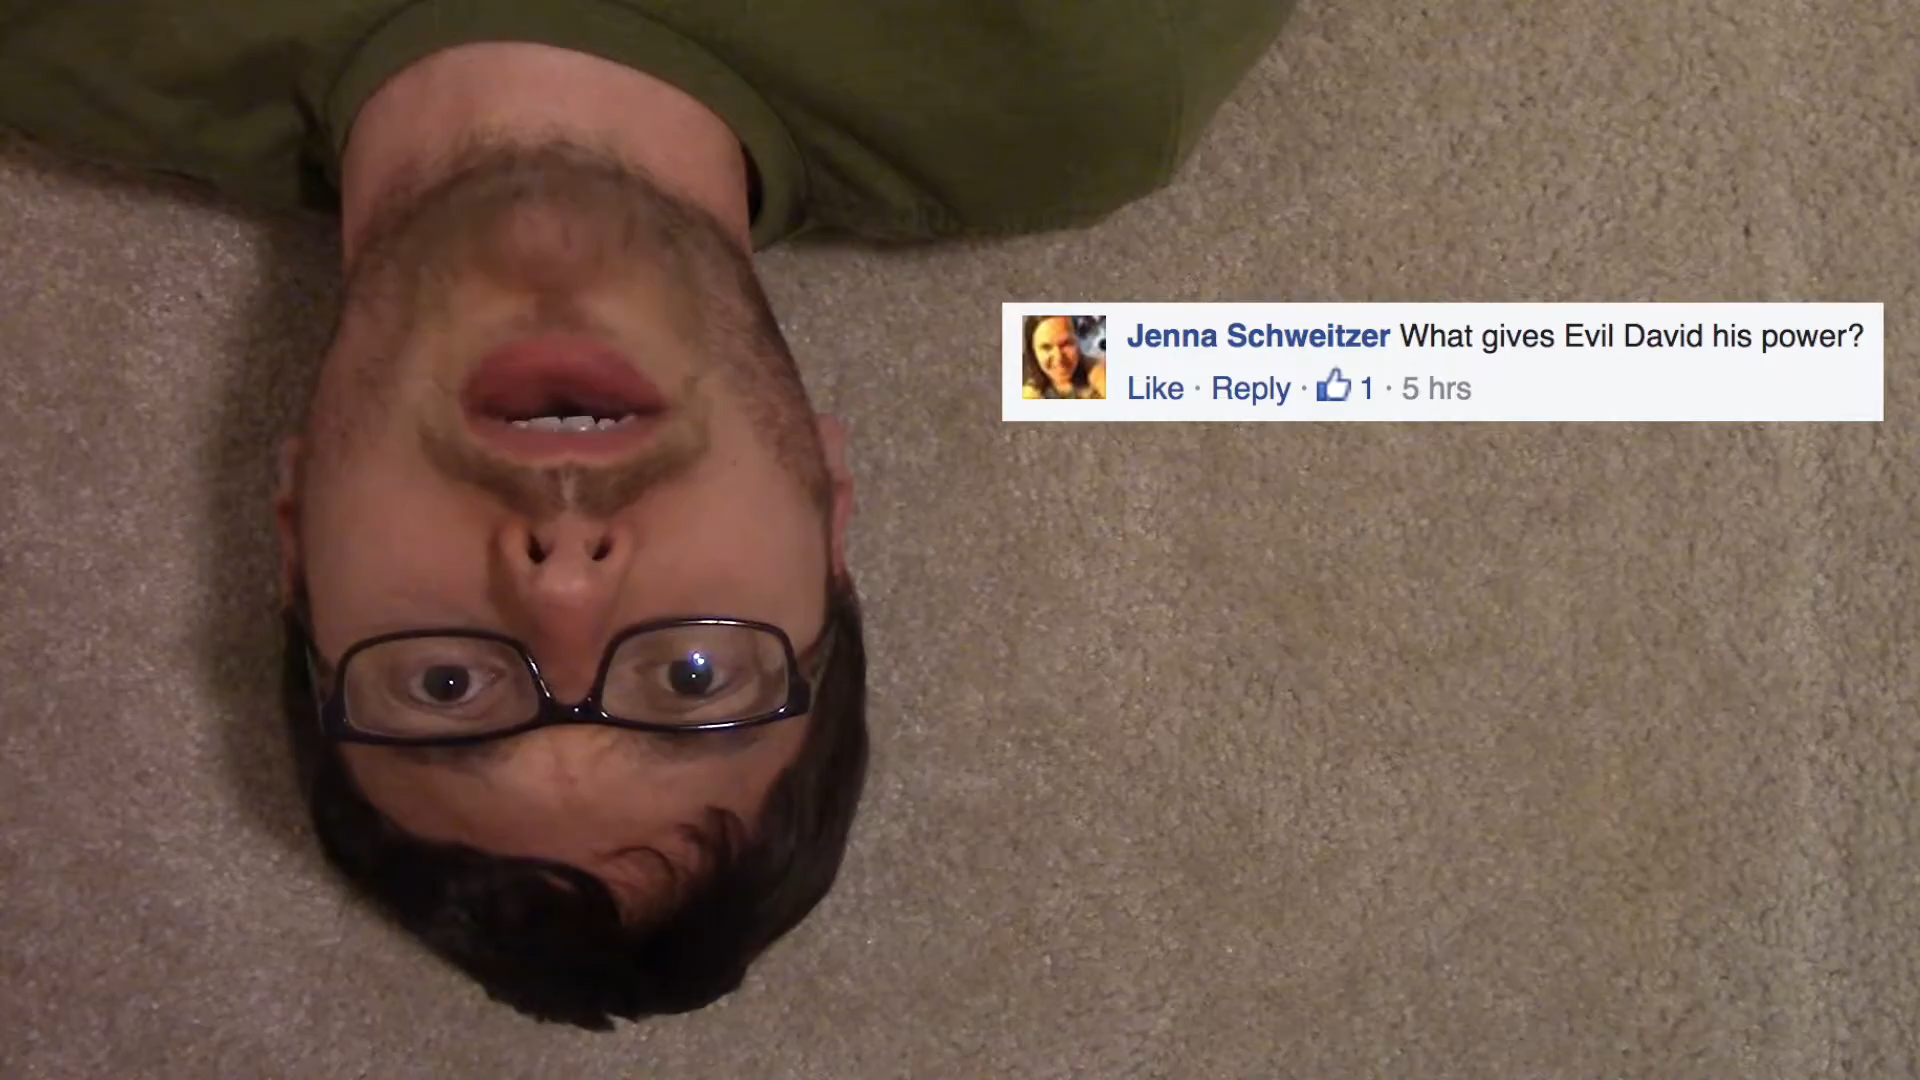 Jenna Schweitzer What gives Evil David his power?
Like · Reply · 1 · 5 hrs